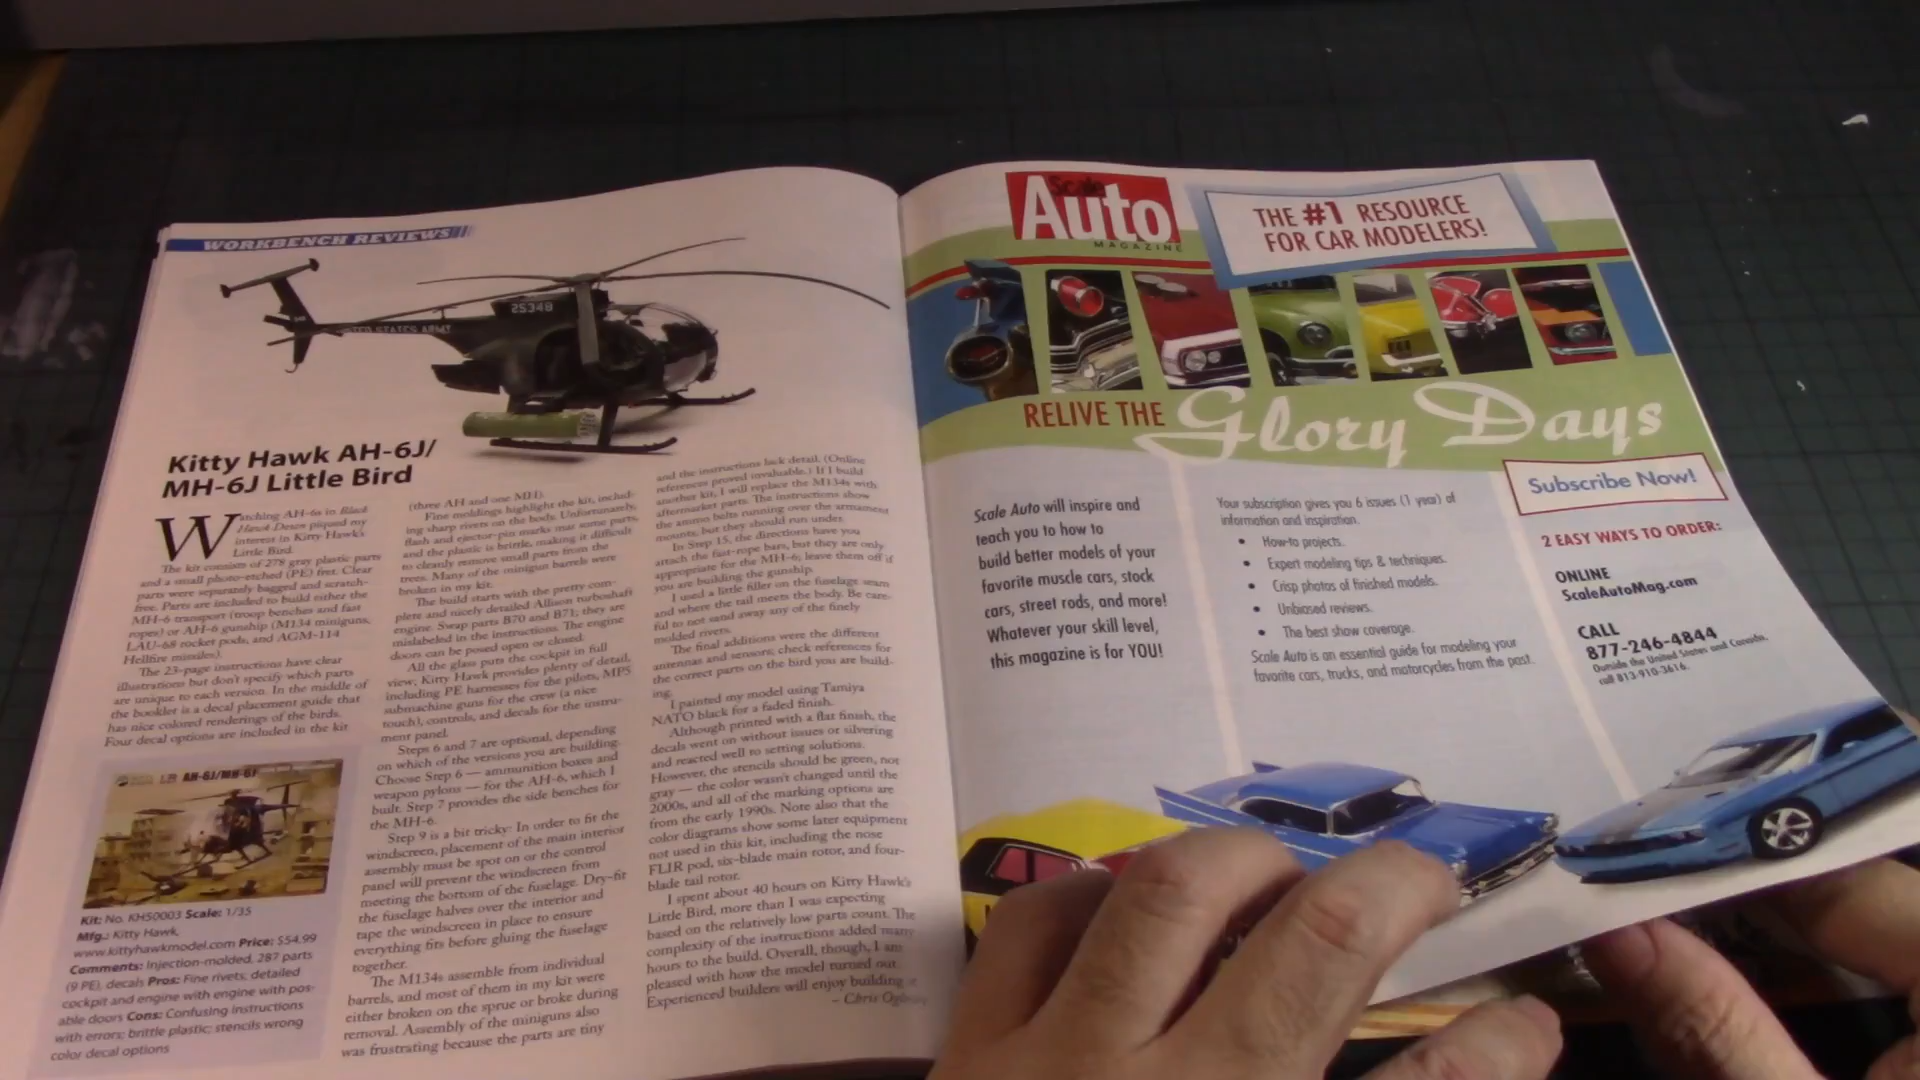 WORKBENCH REVIEWS
25348
UNITED STATES ARMY
Kitty Hawk AH-6J/
MH-6J Little Bird
Watching AH-6s in Black
Hawk Down piqued my
interest in Kitty Hawk's
Little Bird.
The kit consists of 278 gray plastic parts
and a small photo-etched (PE) fret. Clear
parts were separately bagged and scratch-
free. Parts are included to build either the
MH-6 transport (troop benches and fast
ropes) or AH-6 gunship (M134 miniguns,
LAU-68 rocket pods, and AGM-114
Hellfire missiles).
The 23-page instructions have clear
illustrations but don't specify which parts
are unique to each version. In the middle of
the booklet is a decal placement guide that
has nice colored renderings of the birds.
Four decal options are included in the kit
AH-6J/MH-6J
Kit: No. KH50003 Scale: 1/35
Mfg.: Kitty Hawk,
www.kittyhawkmodel.com Price: $54.99
Comments: Injection-molded, 287 parts
(9 PE), decals Pros: Fine rivets, detailed
cockpit and engine with engine with pos-
able doors Cons: Confusing instructions
with errors; brittle plastic; stencils wrong
color decal options
(three AH and one MH).
Fine moldings highlight the kit, includ-
ing sharp rivets on the body. Unfortunately,
flash and ejector-pin marks mar some parts,
and the plastic is brittle, making it difficult
to cleanly remove small parts from the
trees. Many of the minigun barrels were
broken in my kit.
The build starts with the pretty com-
plete and nicely detailed Allison turboshaft
engine. Swap parts B70 and B71; they are
mislabeled in the instructions. The engine
doors can be posed open or closed.
All the glass puts the cockpit in full
view; Kitty Hawk provides plenty of detail,
including PE harnesses for the pilots, MP5
submachine guns for the crew (a nice
touch), controls, and decals for the instru-
ment panel.
Steps 6 and 7 are optional, depending
on which of the versions you are building.
Choose Step 6 — ammunition boxes and
weapon pylons — for the AH-6, which I
built. Step 7 provides the side benches for
the MH-6.
Step 9 is a bit tricky: In order to fit the
windscreen, placement of the main interior
assembly must be spot on or the control
panel will prevent the windscreen from
meeting the bottom of the fuselage. Dry-fit
the fuselage halves over the interior and
tape the windscreen in place to ensure
everything fits before gluing the fuselage
together.
The M134s assemble from individual
barrels, and most of them in my kit were
either broken on the sprue or broke during
removal. Assembly of the miniguns also
was frustrating because the parts are tiny
and the instructions lack detail. (Online
references proved invaluable.) If I build
another kit, I will replace the M134s with
aftermarket parts. The instructions show
the ammo belts running over the armament
mounts, but they should run under.
In Step 15, the directions have you
attach the fast-rope bars, but they are only
appropriate for the MH-6; leave them off if
you are building the gunship.
I used a little filler on the fuselage seam
and where the tail meets the body. Be care-
ful to not sand away any of the finely
molded rivets.
The final additions were the different
antennas and sensors; check references for
the correct parts on the bird you are build-
ing.
I painted my model using Tamiya
NATO black for a faded finish.
Although printed with a flat finish, the
decals went on without issues or silvering
and reacted well to setting solutions.
However, the stencils should be green, not
gray — the color wasn't changed until the
2000s, and all of the marking options are
from the early 1990s. Note also that the
color diagrams show some later equipment
not used in this kit, including the nose
FLIR pod, six-blade main rotor, and four-
blade tail rotor.
I spent about 40 hours on Kitty Hawk's
Little Bird, more than I was expecting
based on the relatively low parts count. The
complexity of the instructions added many
hours to the build. Overall, though, I am
pleased with how the model turned out.
Experienced builders will enjoy building it.
– Chris
Scale
Auto
MAGAZINE
THE #1 RESOURCE
FOR CAR MODELERS!
RELIVE THE Glory Days
Scale Auto will inspire and
teach you to how to
build better models of your
favorite muscle cars, stock
cars, street rods, and more!
Whatever your skill level,
this magazine is for YOU!
Your subscription gives you 6 issues (1 year) of
information and inspiration.
• How-to projects.
• Expert modeling tips & techniques.
• Crisp photos of finished models.
• Unbiased reviews.
• The best show coverage.
Scale Auto is an essential guide for modeling your
favorite cars, trucks, and motorcycles from the past.
Subscribe Now!
2 EASY WAYS TO ORDER:
ONLINE
ScaleAutoMag.com
CALL
877-246-4844
Outside the United States and Canada,
call 813-910-3616.